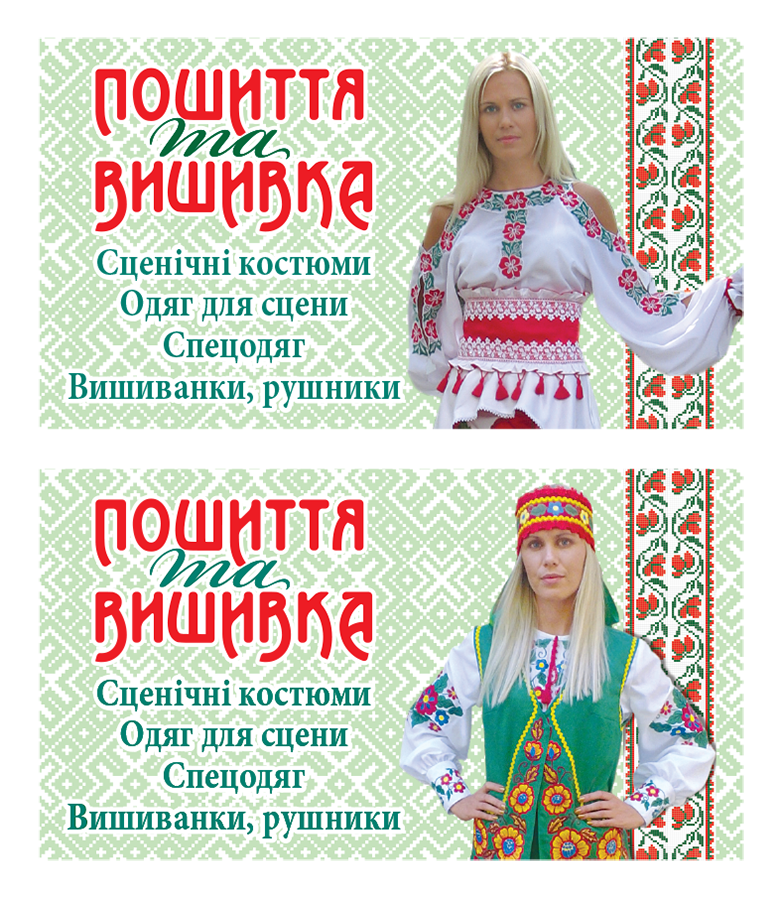 ПОШИТТЯ
та
ВИШИВКА
Сценічні костюми
Одяг для сцени
Спецодяг
Вишиванки, рушники
ПОШИТТЯ
та
ВИШИВКА
Сценічні костюми
Одяг для сцени
Спецодяг
Вишиванки, рушники